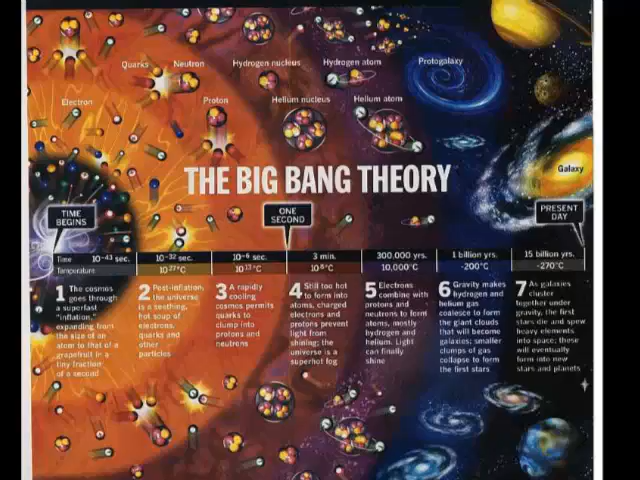 Quarks Neutron Hydrogen nucleus Hydrogen atom Protogalaxy
Electron Proton Helium nucleus Helium atom
Galaxy
THE BIG BANG THEORY
TIME
BEGINS
ONE
SECOND
PRESENT
DAY
Time 10⁻⁴³ sec. 10⁻³² sec. 10⁻⁶ sec. 3 min. 300,000 yrs. 1 billion yrs. 15 billion yrs.
Temperature 10²⁷°C 10¹³°C 10⁸°C 10,000°C -200°C -270°C
1 The cosmos
goes through
a superfast
"inflation,"
expanding from
the size of an
atom to that of a
grapefruit in a
tiny fraction
of a second
2 Post-inflation,
the universe
is a seething,
hot soup of
electrons,
quarks and
other
particles
3 A rapidly
cooling
cosmos permits
quarks to
clump into
protons and
neutrons
4 Still too hot
to form into
atoms, charged
electrons and
protons prevent
light from
shining; the
universe is a
superhot fog
5 Electrons
combine with
protons and
neutrons to form
atoms, mostly
hydrogen and
helium. Light
can finally
shine
6 Gravity makes
hydrogen and
helium gas
coalesce to form
the giant clouds
that will become
galaxies; smaller
clumps of gas
collapse to form
the first stars
7 As galaxies
cluster
together under
gravity, the first
stars die and spew
heavy elements
into space; these
will eventually
form into new
stars and planets